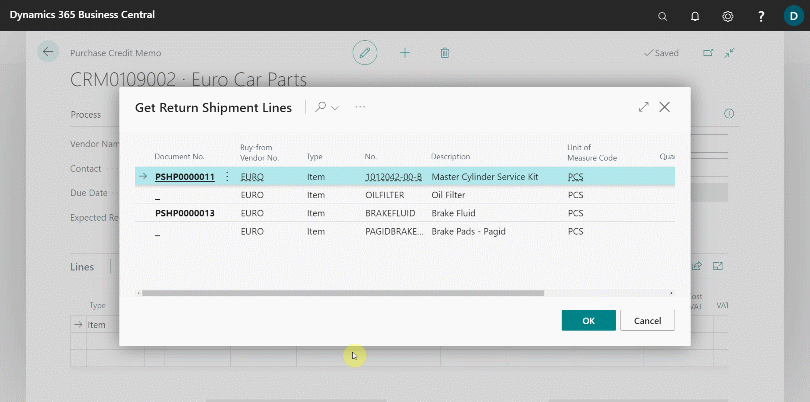 Dynamics 365 Business Central
?
D
Purchase Credit Memo
Saved
CRM0109002 · Euro Car Parts
Process
Vendor Nam
Contact
Due Date
Expected Re
Lines
Type
Item
VAT
Get Return Shipment Lines
Document No. Buy-from Vendor No. Type No. Description Unit of Measure Code Qua
PSHP0000011 EURO Item 1012042-00-B Master Cylinder Service Kit PCS
_ EURO Item OILFILTER Oil Filter PCS
PSHP0000013 EURO Item BRAKEFLUID Brake Fluid PCS
_ EURO Item PAGIDBRAKE... Brake Pads - Pagid PCS
OK Cancel